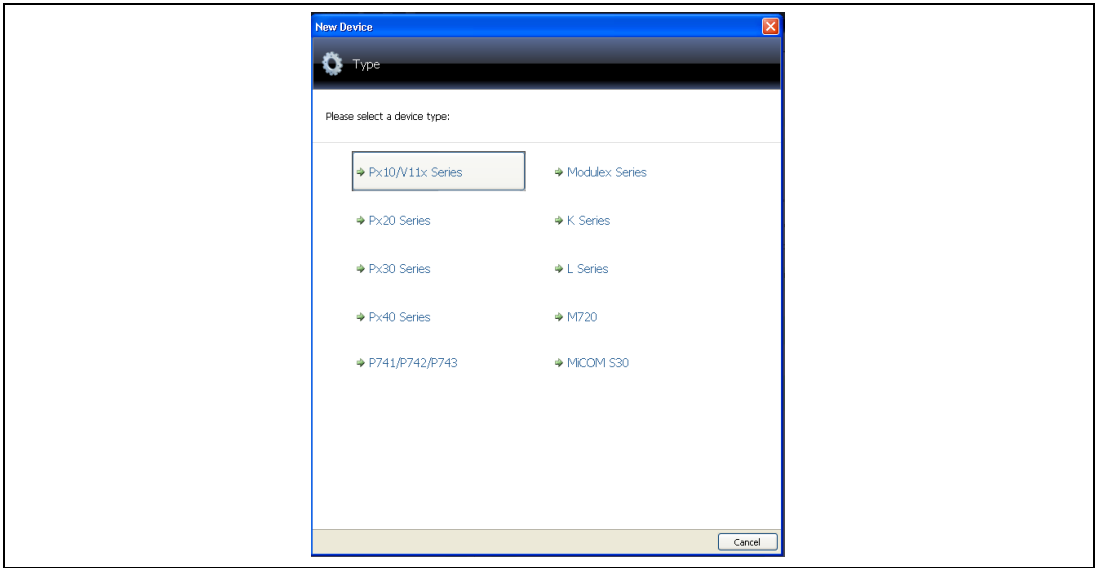 New Device
Type
Please select a device type:
Px10/V11x Series
Modulex Series
Px20 Series
K Series
Px30 Series
L Series
Px40 Series
M720
P741/P742/P743
MiCOM S30
Cancel